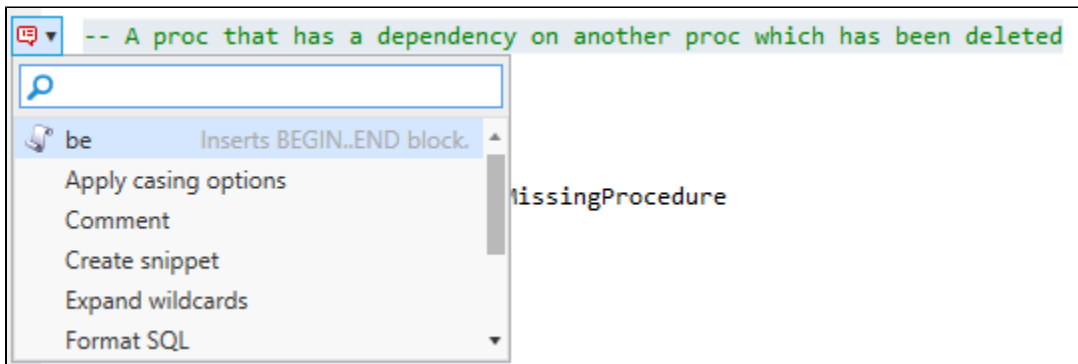 -- A proc that has a dependency on another proc which has been deleted
be Inserts BEGIN..END block.
Apply casing options
MissingProcedure
Comment
Create snippet
Expand wildcards
Format SQL